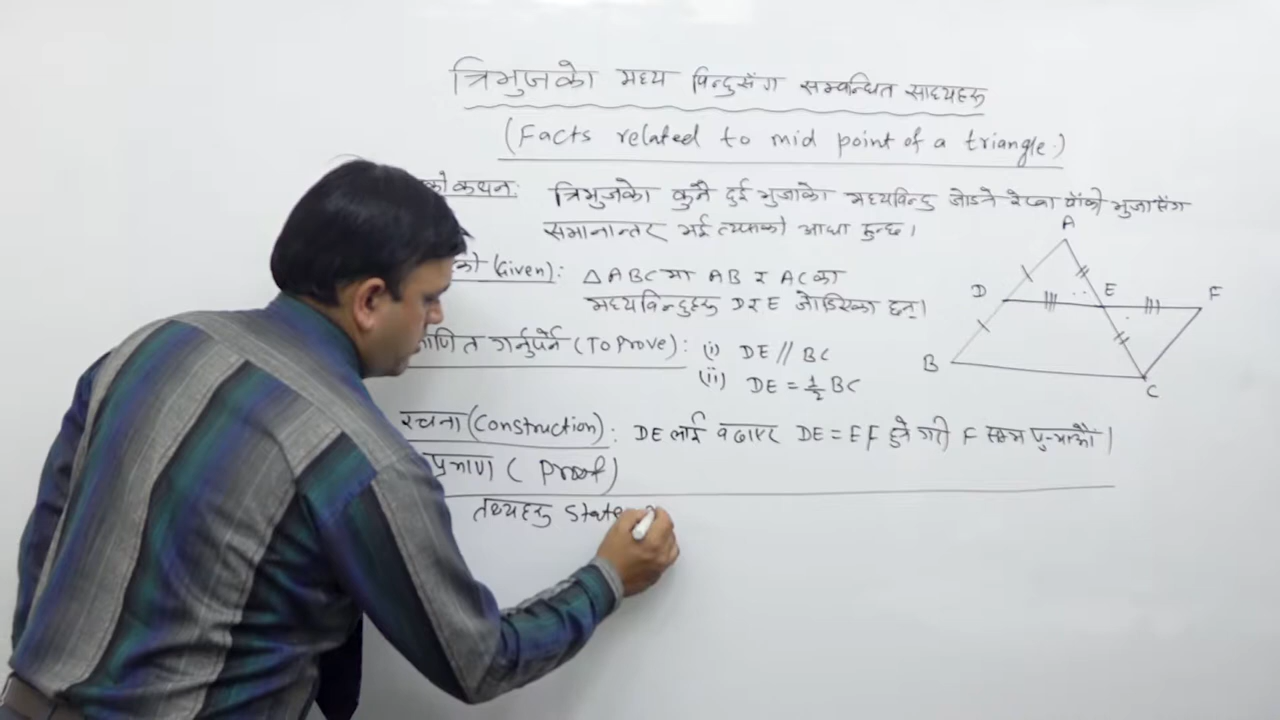 त्रिभुजको मध्य विन्दुसँग सम्बन्धित साध्यहरू
(Facts related to mid point of a triangle.)
को कथन: त्रिभुजको कुनै दुई भुजाको मध्यविन्दु जोड्ने रेखा बाँकी भुजासँग
समानान्तर भई त्यसको आधा हुन्छ।
को (Given): △ABC मा AB र AC का
मध्यविन्दुहरू D र E जोडिएका छन्।
माणित गर्नुपर्ने (To Prove): (i) DE // BC
(ii) DE = 1/2 BC
रचना (Construction): DE लाई बढाएर DE = EF हुने गरी F सम्म पुर्‍याऔं।
प्रमाण (Proof)
तथ्यहरू State
A
D
E
F
B
C